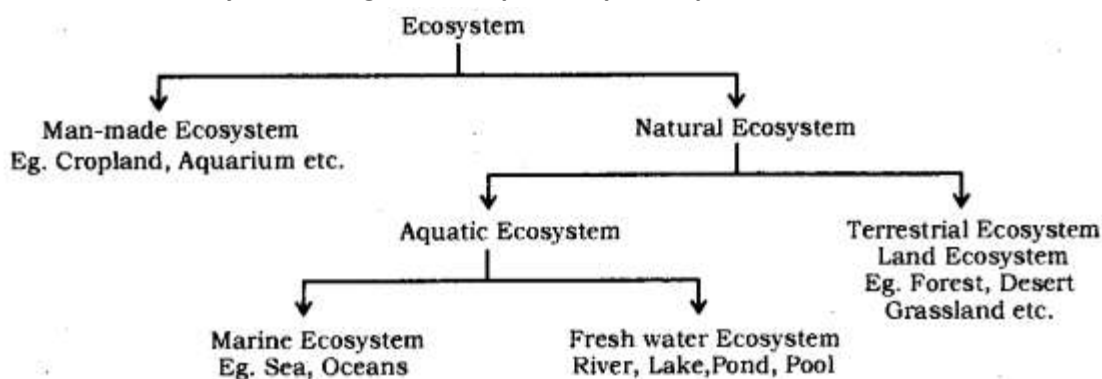 Ecosystem
Man-made Ecosystem
Eg. Cropland, Aquarium etc.
Natural Ecosystem
Aquatic Ecosystem
Terrestrial Ecosystem
Land Ecosystem
Eg. Forest, Desert
Grassland etc.
Marine Ecosystem
Eg. Sea, Oceans
Fresh water Ecosystem
River, Lake,Pond, Pool